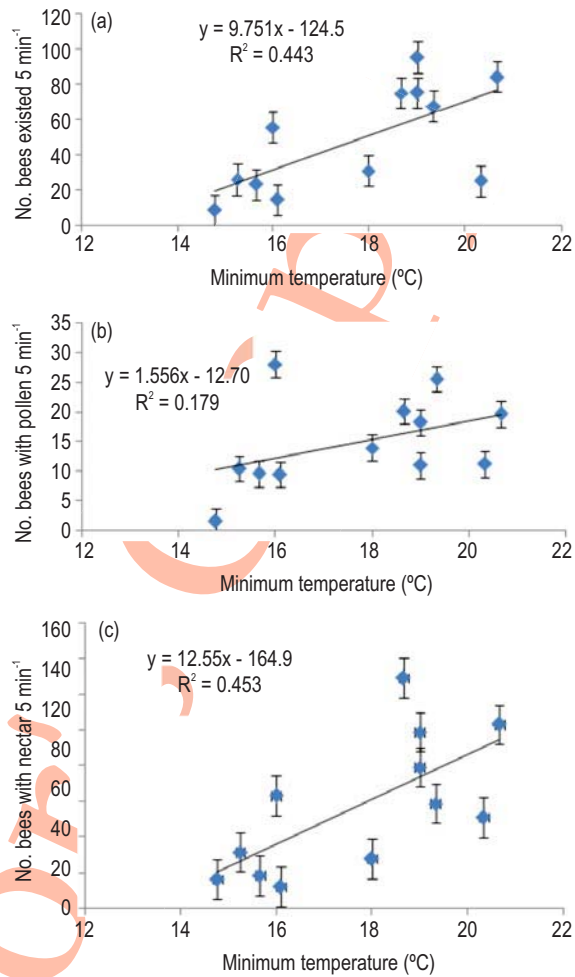 (a)
y = 9.751x - 124.5
R² = 0.443
No. bees existed 5 min⁻¹
120
100
80
60
40
20
0
12 14 16 18 20 22
Minimum temperature (ºC)
(b)
y = 1.556x - 12.70
R² = 0.179
No. bees with pollen 5 min⁻¹
35
30
25
20
15
10
5
0
12 14 16 18 20 22
Minimum temperature (ºC)
(c)
y = 12.55x - 164.9
R² = 0.453
No. bees with nectar 5 min⁻¹
160
140
120
100
80
60
40
20
0
12 14 16 18 20 22
Minimum temperature (ºC)